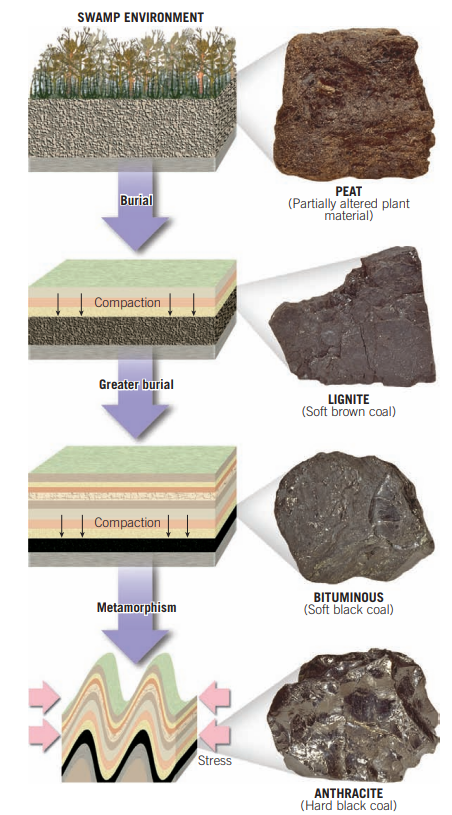 SWAMP ENVIRONMENT
PEAT
(Partially altered plant
material)
Burial
Compaction
LIGNITE
(Soft brown coal)
Greater burial
Compaction
BITUMINOUS
(Soft black coal)
Metamorphism
Stress
ANTHRACITE
(Hard black coal)